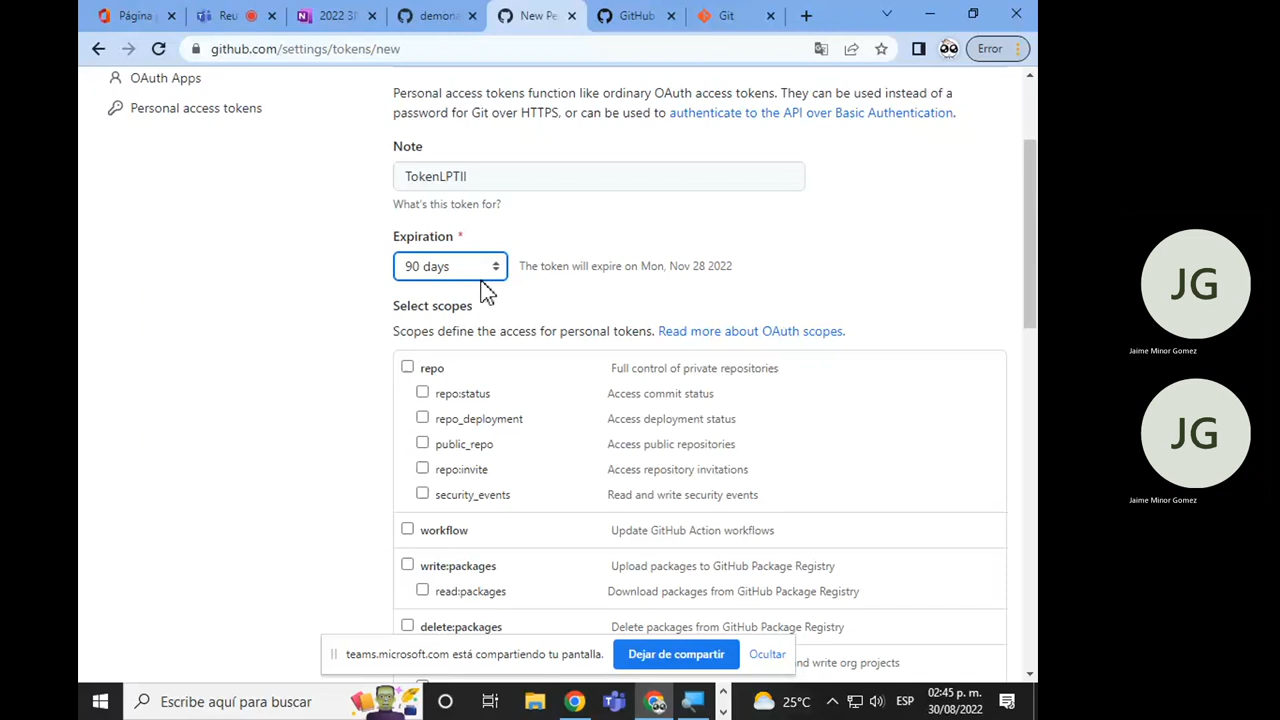 Página
Reu
2022 3I
demona
New Pe
GitHub
Git
github.com/settings/tokens/new
Error
OAuth Apps
Personal access tokens
Personal access tokens function like ordinary OAuth access tokens. They can be used instead of a
password for Git over HTTPS, or can be used to authenticate to the API over Basic Authentication.
Note
TokenLPTII
What's this token for?
Expiration *
90 days
The token will expire on Mon, Nov 28 2022
Select scopes
Scopes define the access for personal tokens. Read more about OAuth scopes.
repo Full control of private repositories
repo:status Access commit status
repo_deployment Access deployment status
public_repo Access public repositories
repo:invite Access repository invitations
security_events Read and write security events
workflow Update GitHub Action workflows
write:packages Upload packages to GitHub Package Registry
read:packages Download packages from GitHub Package Registry
delete:packages Delete packages from GitHub Package Registry
and write org projects
teams.microsoft.com está compartiendo tu pantalla.
Dejar de compartir
Ocultar
Escribe aquí para buscar
25°C
ESP
02:45 p. m.
30/08/2022
JG
Jaime Minor Gomez
JG
Jaime Minor Gomez